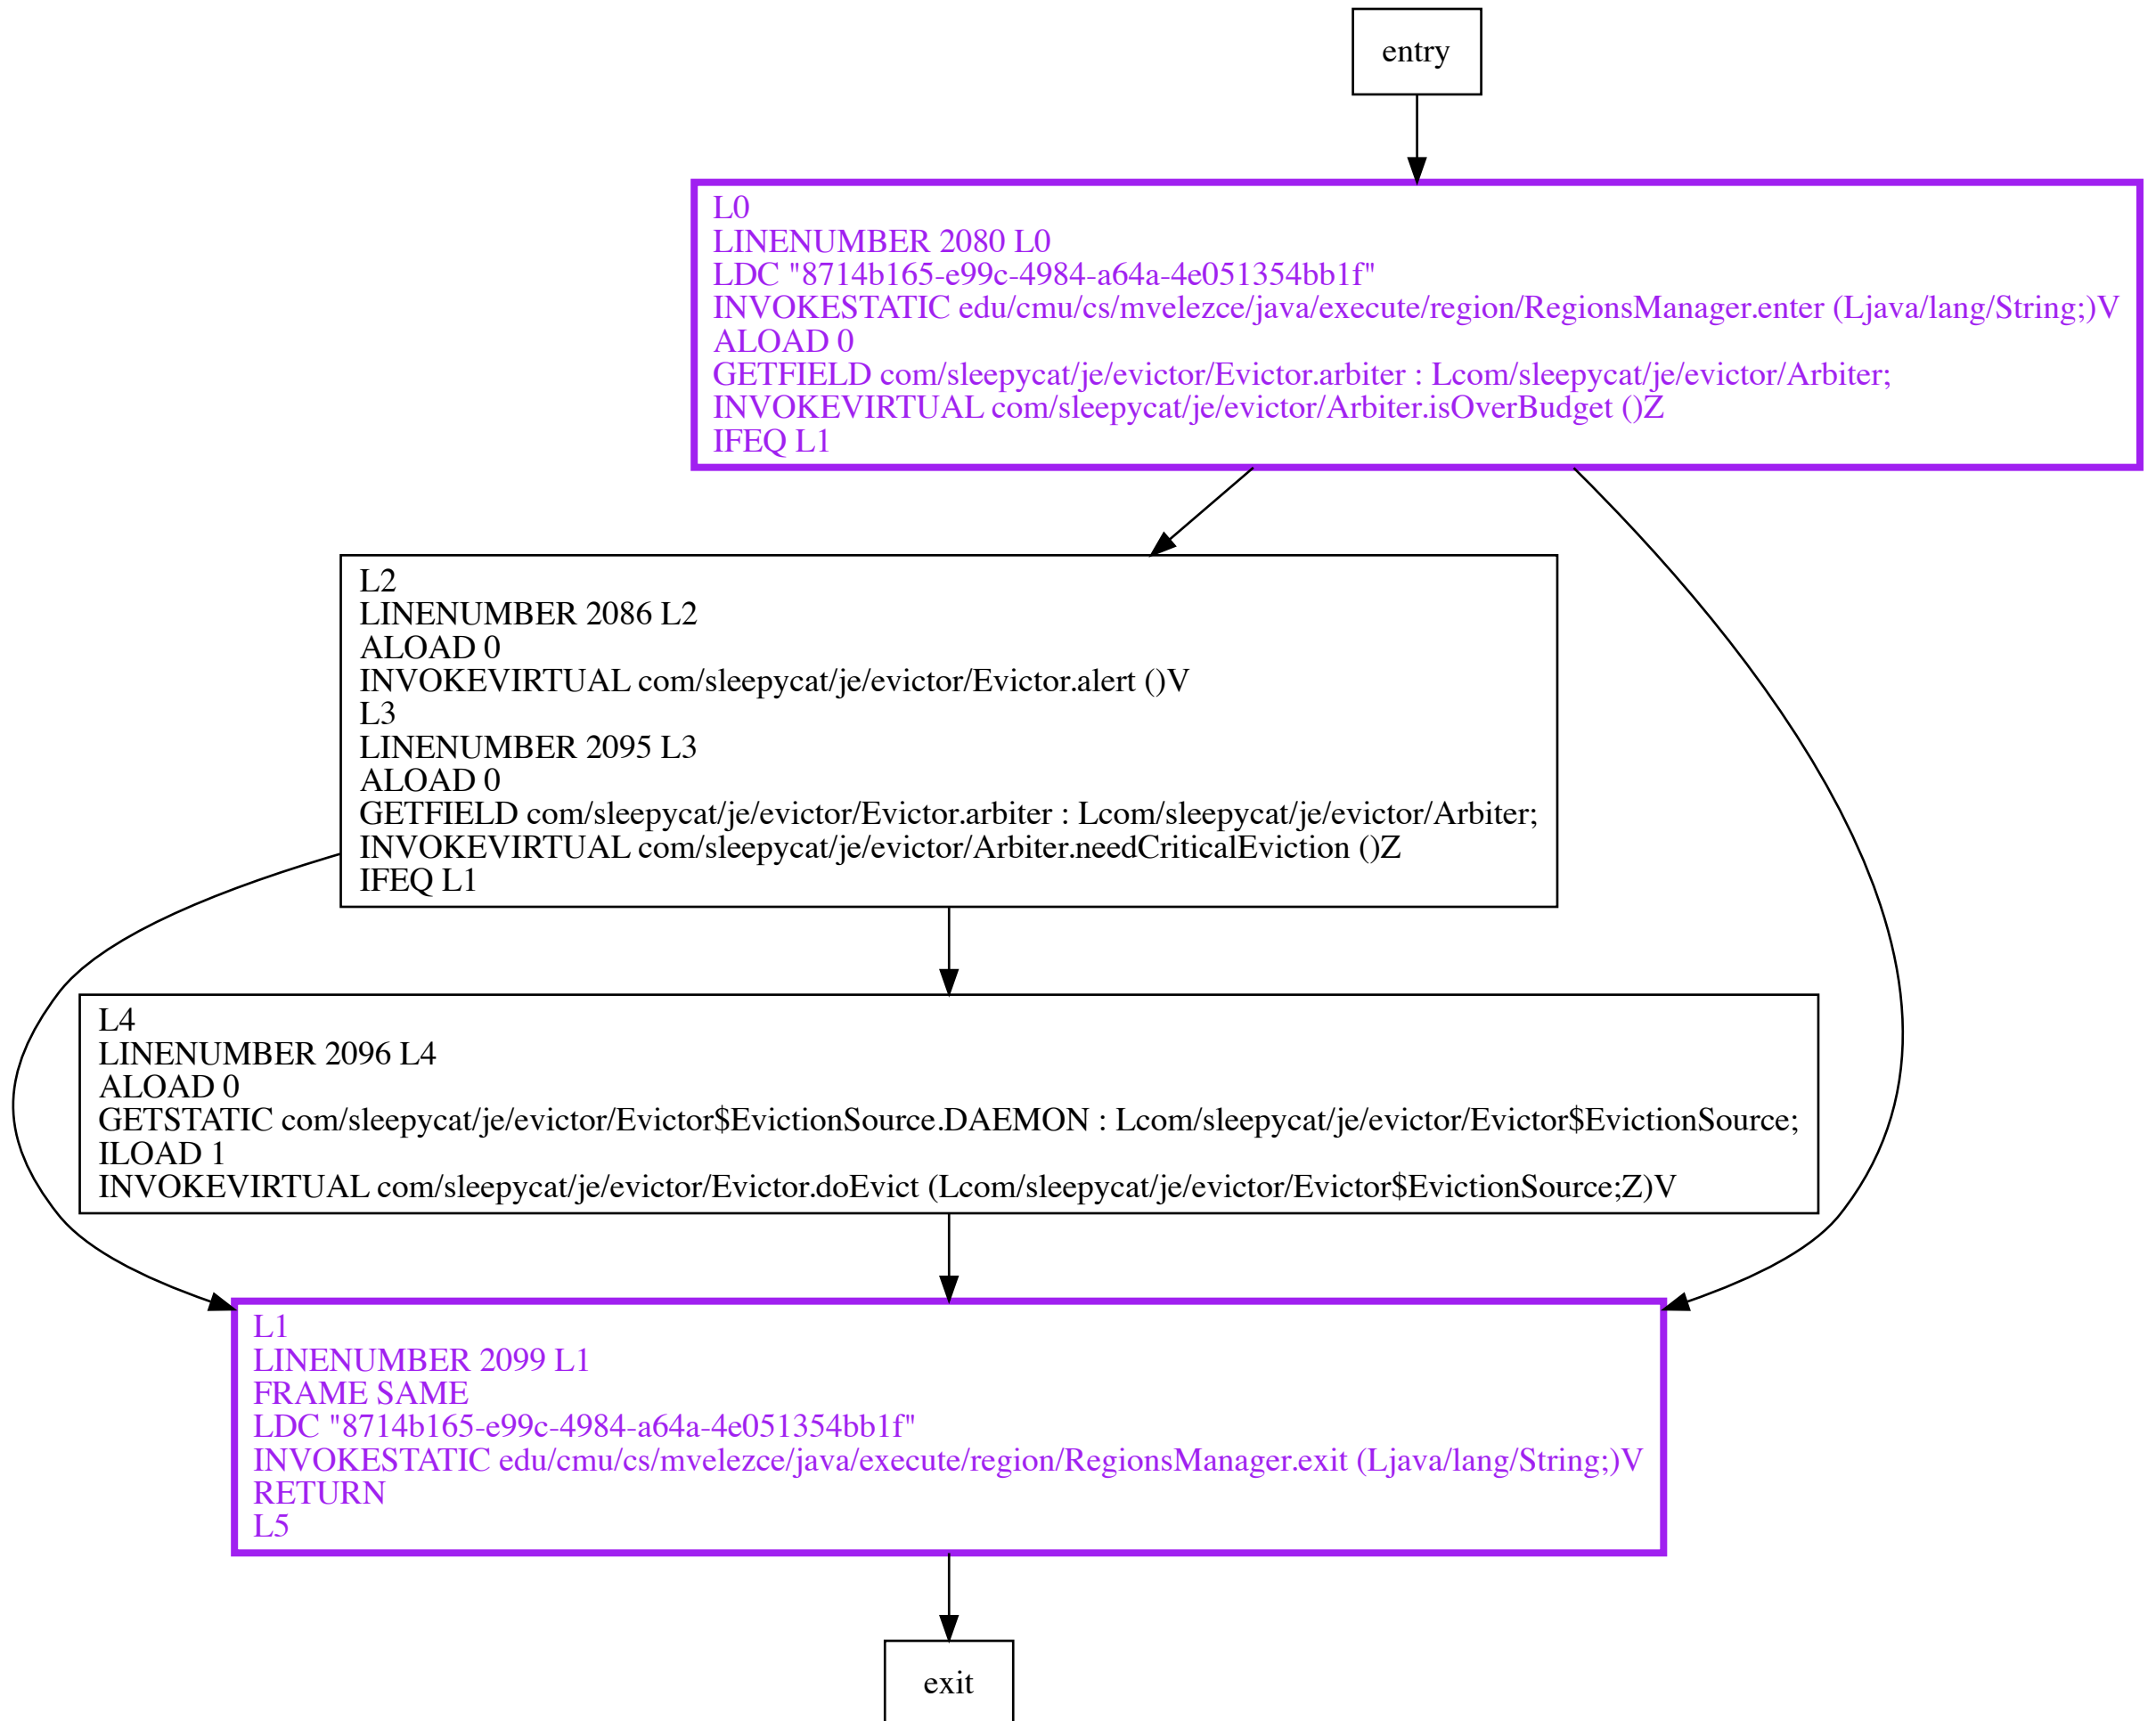 entry
L0
LINENUMBER 2080 L0
LDC "8714b165-e99c-4984-a64a-4e051354bb1f"
INVOKESTATIC edu/cmu/cs/mvelezce/java/execute/region/RegionsManager.enter (Ljava/lang/String;)V
ALOAD 0
GETFIELD com/sleepycat/je/evictor/Evictor.arbiter : Lcom/sleepycat/je/evictor/Arbiter;
INVOKEVIRTUAL com/sleepycat/je/evictor/Arbiter.isOverBudget ()Z
IFEQ L1
L2
LINENUMBER 2086 L2
ALOAD 0
INVOKEVIRTUAL com/sleepycat/je/evictor/Evictor.alert ()V
L3
LINENUMBER 2095 L3
ALOAD 0
GETFIELD com/sleepycat/je/evictor/Evictor.arbiter : Lcom/sleepycat/je/evictor/Arbiter;
INVOKEVIRTUAL com/sleepycat/je/evictor/Arbiter.needCriticalEviction ()Z
IFEQ L1
L4
LINENUMBER 2096 L4
ALOAD 0
GETSTATIC com/sleepycat/je/evictor/Evictor$EvictionSource.DAEMON : Lcom/sleepycat/je/evictor/Evictor$EvictionSource;
ILOAD 1
INVOKEVIRTUAL com/sleepycat/je/evictor/Evictor.doEvict (Lcom/sleepycat/je/evictor/Evictor$EvictionSource;Z)V
L1
LINENUMBER 2099 L1
FRAME SAME
LDC "8714b165-e99c-4984-a64a-4e051354bb1f"
INVOKESTATIC edu/cmu/cs/mvelezce/java/execute/region/RegionsManager.exit (Ljava/lang/String;)V
RETURN
L5
exit